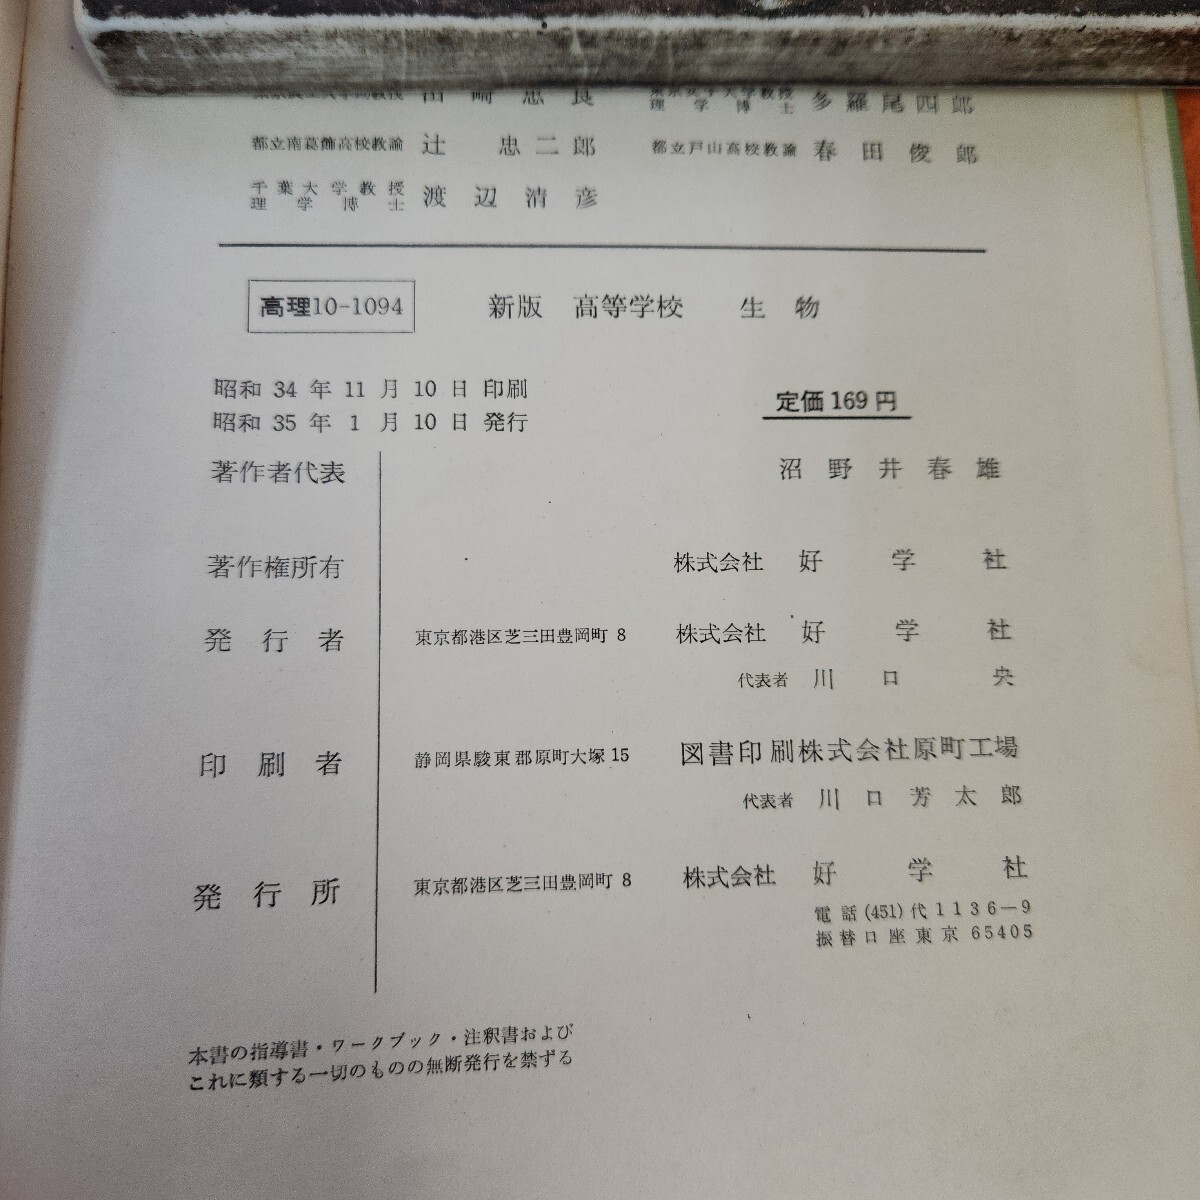 田崎忠良
理学博士 多羅尾四郎
都立南葛飾高校教諭 辻忠二郎
都立戸山高校教諭 春田俊郎
千葉大学教授
理学博士 渡辺清彦
高理10-1094 新版 高等学校 生物
昭和34年11月10日印刷
昭和35年1月10日発行
定価169円
著作者代表 沼野井春雄
著作権所有 株式会社 好学社
発行者 東京都港区芝三田豊岡町8 株式会社 好学社
代表者 川口央
印刷者 静岡県駿東郡原町大塚15 図書印刷株式会社原町工場
代表者 川口芳太郎
発行所 東京都港区芝三田豊岡町8 株式会社 好学社
電話(451)代1136−9
振替口座東京65405
本書の指導書・ワークブック・注釈書および
これに類する一切のものの無断発行を禁ずる